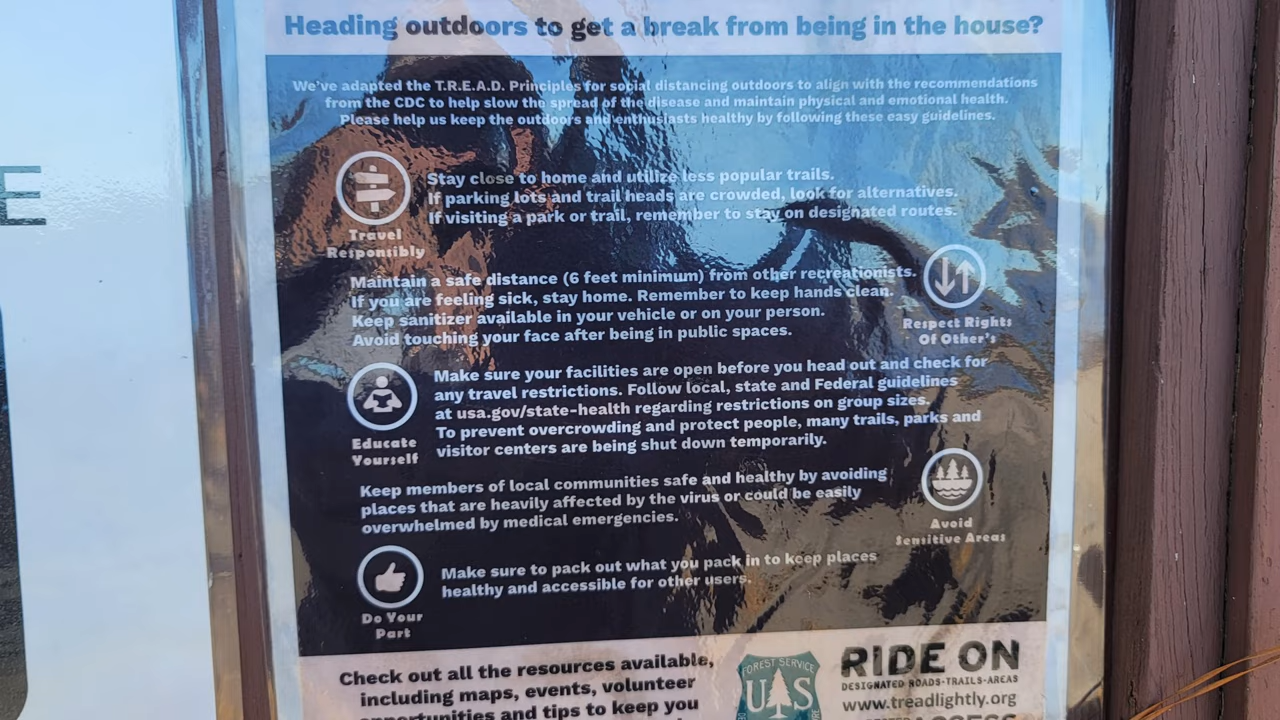 E
Heading outdoors to get a break from being in the house?
We've adapted the T.R.E.A.D. Principles for social distancing outdoors to align with the recommendations
from the CDC to help slow the spread of the disease and maintain physical and emotional health.
Please help us keep the outdoors and enthusiasts healthy by following these easy guidelines.
Travel
Responsibly
Stay close to home and utilize less popular trails.
If parking lots and trail heads are crowded, look for alternatives.
If visiting a park or trail, remember to stay on designated routes.
Maintain a safe distance (6 feet minimum) from other recreationists.
If you are feeling sick, stay home. Remember to keep hands clean.
Keep sanitizer available in your vehicle or on your person.
Avoid touching your face after being in public spaces.
Respect Rights
Of Other's
Educate
Yourself
Make sure your facilities are open before you head out and check for
any travel restrictions. Follow local, state and Federal guidelines
at usa.gov/state-health regarding restrictions on group sizes.
To prevent overcrowding and protect people, many trails, parks and
visitor centers are being shut down temporarily.
Keep members of local communities safe and healthy by avoiding
places that are heavily affected by the virus or could be easily
overwhelmed by medical emergencies.
Avoid
Sensitive Areas
Do Your
Part
Make sure to pack out what you pack in to keep places
healthy and accessible for other users.
Check out all the resources available,
including maps, events, volunteer
opportunities and tips to keep you
FOREST SERVICE
US
RIDE ON
DESIGNATED ROADS-TRAILS-AREAS
www.treadlightly.org